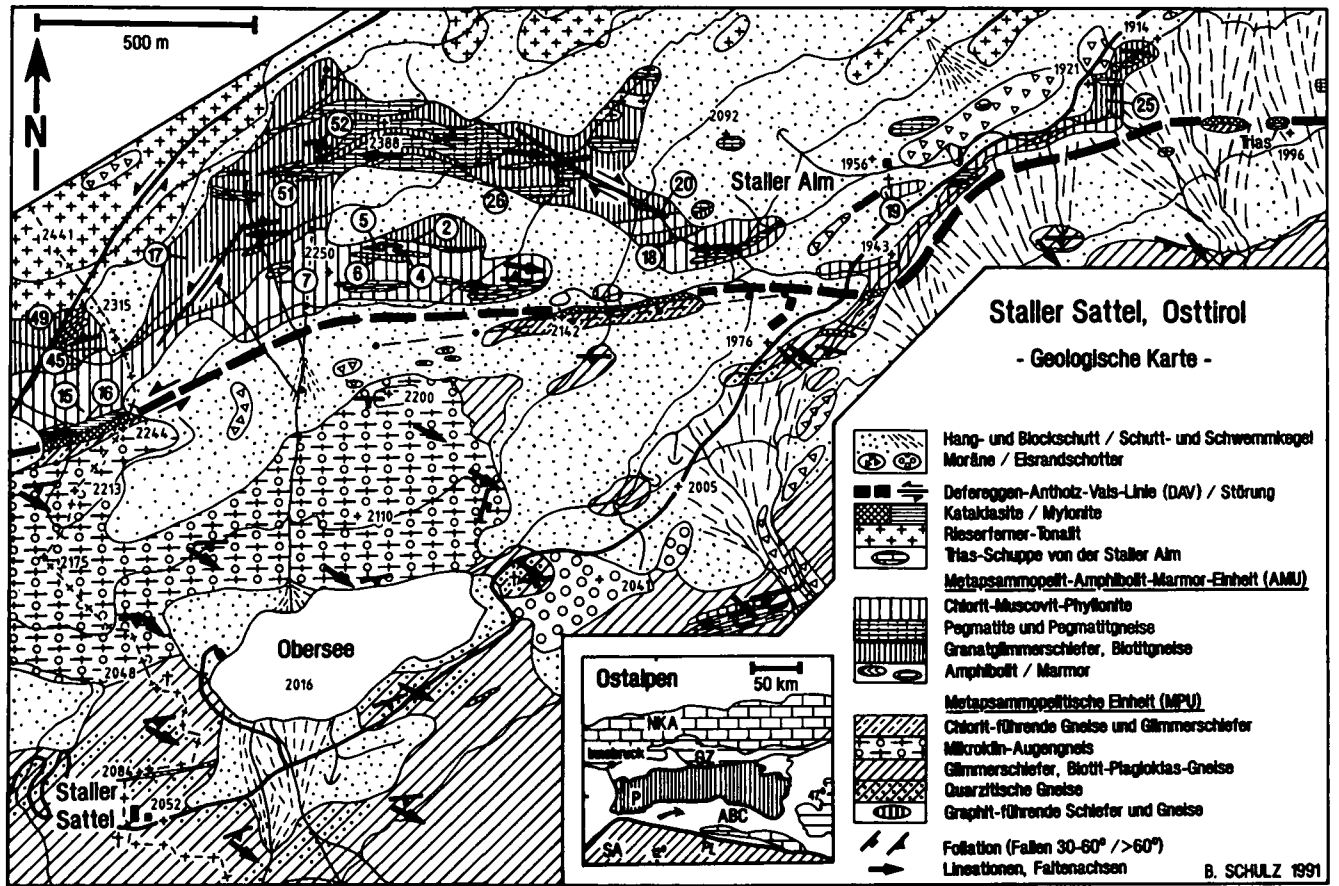 500 m
N
1914
1921
25
52
2388
2092
1956
Trias
1996
51
Staller Alm
20
19
26
5
2
2441
17
2250
18
1943
7
6
4
2315
49
2142
45
1976
15
16
2200
2244
2213
2005
2110
2175
2041
Obersee
2016
2048
2084
2052
Staller
Sattel
Staller Sattel, Osttirol
- Geologische Karte -
Hang- und Blockschutt / Schutt- und Schwemmkegel
Moräne / Eisrandschotter
Defereggen-Antholz-Vals-Linie (DAV) / Störung
Kataklasite / Mylonite
Rieserferner-Tonalit
Trias-Schuppe von der Staller Alm
Metapsammopelit-Amphibolit-Marmor-Einheit (AMU)
Chlorit-Muscovit-Phyllonite
Pegmatite und Pegmatitgneise
Granatglimmerschiefer, Biotitgneise
Amphibolit / Marmor
Metapsammopelitische Einheit (MPU)
Chlorit-führende Gneise und Glimmerschiefer
Mikroklin-Augengneis
Glimmerschiefer, Biotit-Plagioklas-Gneise
Quarzitische Gneise
Graphit-führende Schiefer und Gneise
Foliation (Fallen 30-60° / >60°)
Lineationen, Faltenachsen
B. SCHULZ 1991
Ostalpen
50 km
NKA
Innsbruck
P
ABC
SA